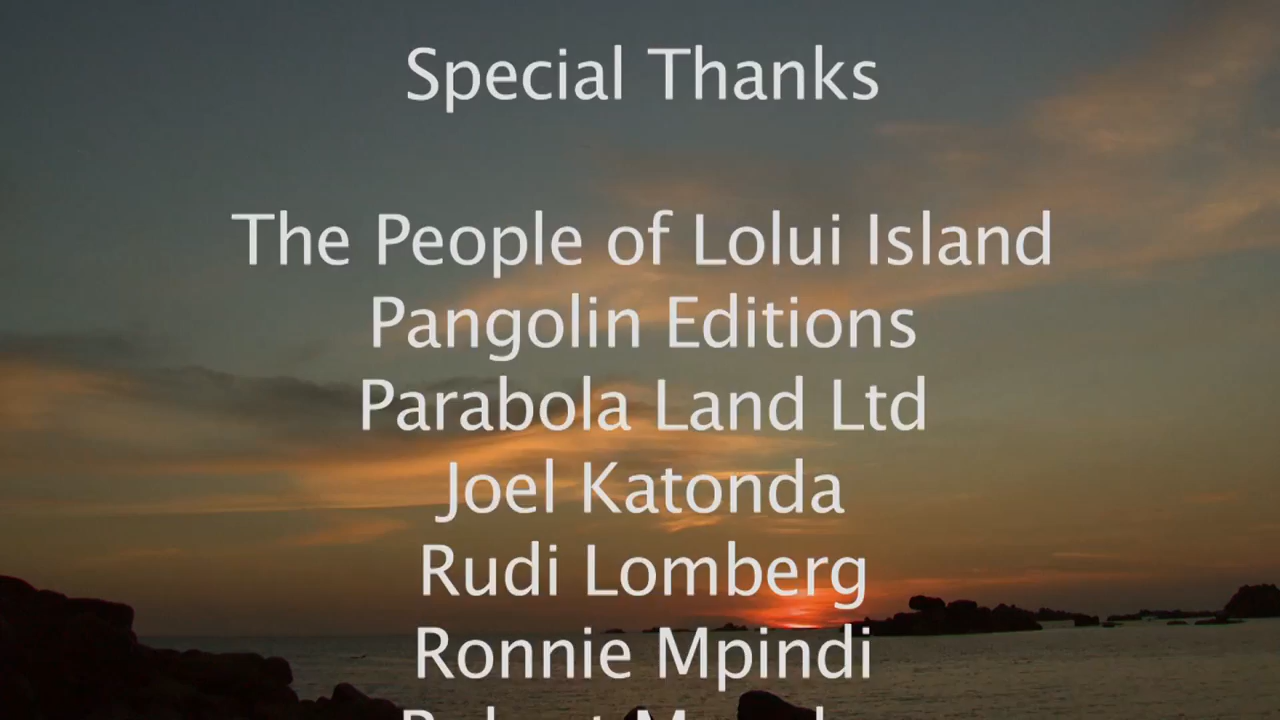 Special Thanks
The People of Lolui Island
Pangolin Editions
Parabola Land Ltd
Joel Katonda
Rudi Lomberg
Ronnie Mpindi